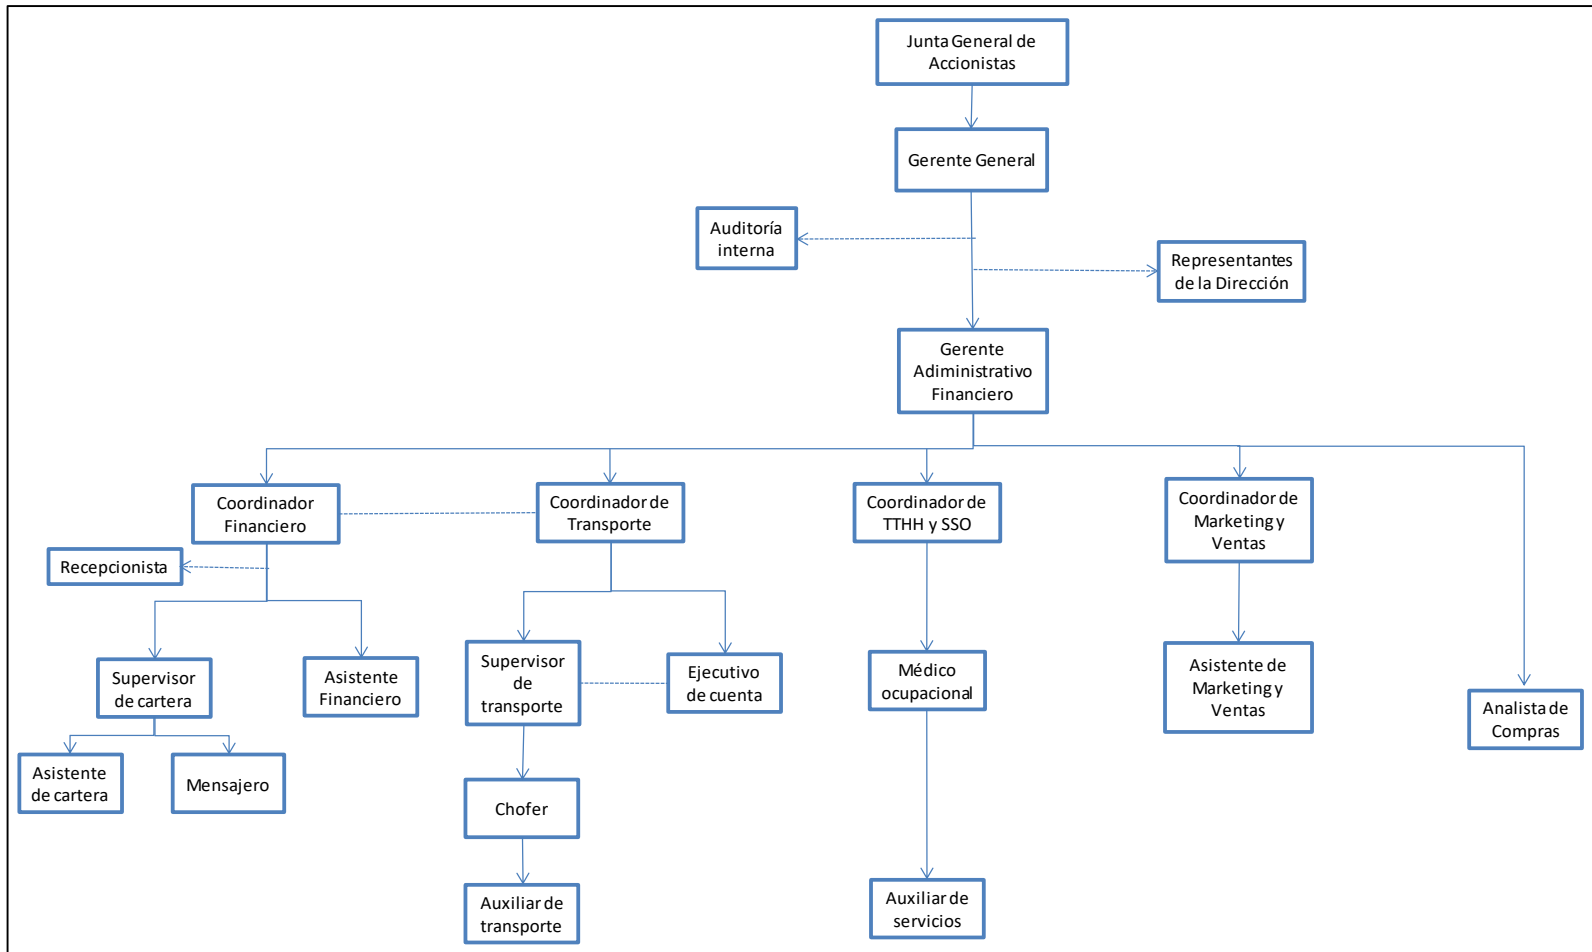 Junta General de
Accionistas
Gerente General
Auditoría
interna
Representantes
de la Dirección
Gerente
Adiministrativo
Financiero
Coordinador
Financiero
Coordinador de
Transporte
Coordinador de
TTHH y SSO
Coordinador de
Marketing y
Ventas
Recepcionista
Supervisor
de cartera
Asistente
Financiero
Supervisor
de
transporte
Ejecutivo
de cuenta
Médico
ocupacional
Asistente de
Marketing y
Ventas
Analista de
Compras
Asistente
de cartera
Mensajero
Chofer
Auxiliar de
transporte
Auxiliar de
servicios